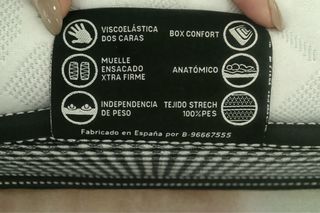 VISCOELÁSTICA
DOS CARAS
BOX CONFORT
MUELLE
ENSACADO
XTRA FIRME
ANATÓMICO
INDEPENDENCIA
DE PESO
TEJIDO STRECH
100%PES
Fabricado en España por B-96667555